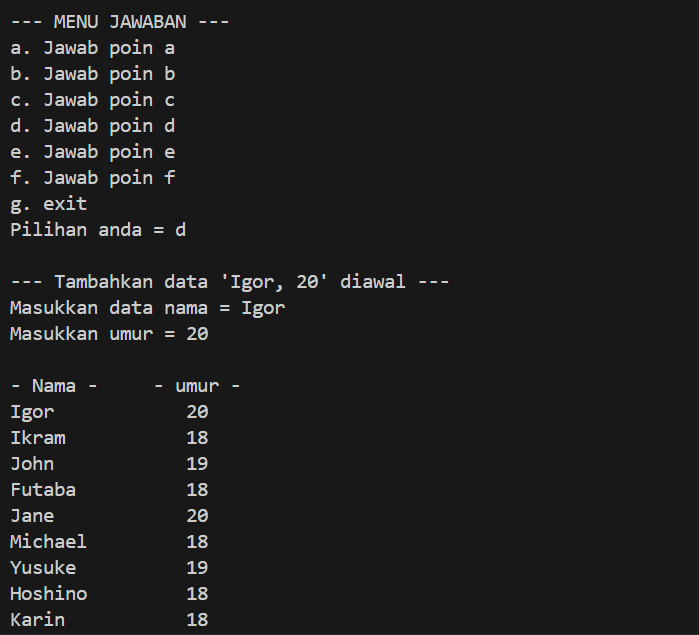 --- MENU JAWABAN ---
a. Jawab poin a
b. Jawab poin b
c. Jawab poin c
d. Jawab poin d
e. Jawab poin e
f. Jawab poin f
g. exit
Pilihan anda = d
--- Tambahkan data 'Igor, 20' diawal ---
Masukkan data nama = Igor
Masukkan umur = 20
- Nama -     - umur -
Igor            20
Ikram           18
John            19
Futaba          18
Jane            20
Michael         18
Yusuke          19
Hoshino         18
Karin           18